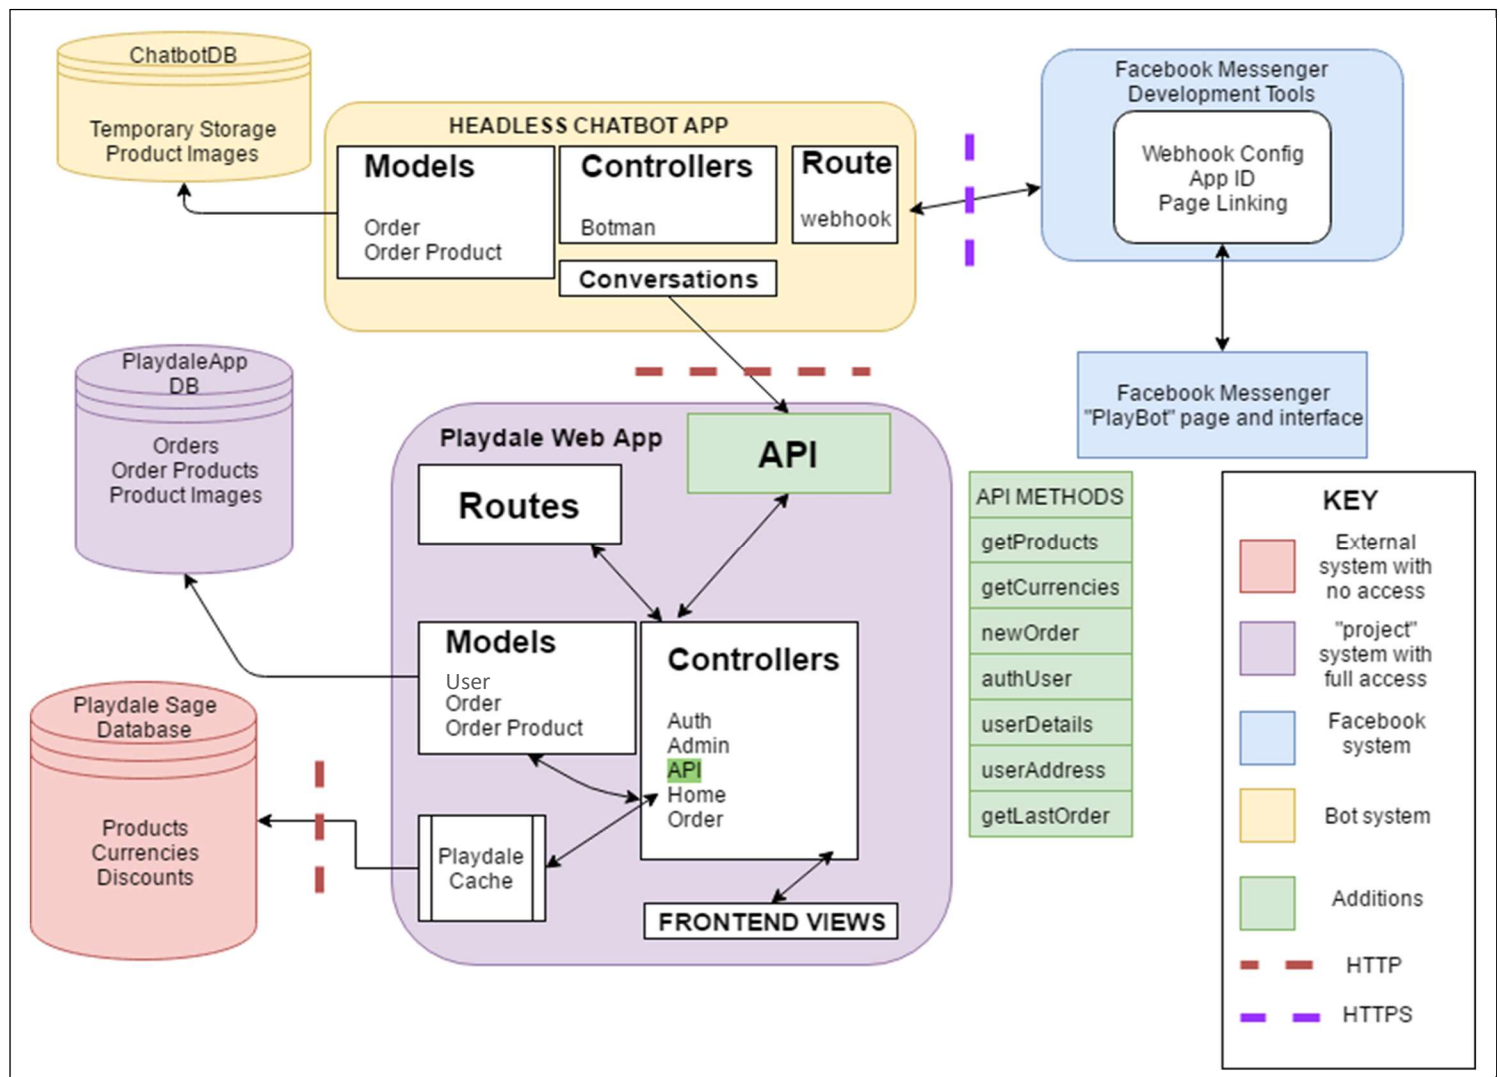 ChatbotDB
Temporary Storage
Product Images
HEADLESS CHATBOT APP
Models
Order
Order Product
Controllers
Botman
Route
webhook
Conversations
Facebook Messenger
Development Tools
Webhook Config
App ID
Page Linking
Facebook Messenger
"PlayBot" page and interface
PlaydaleApp
DB
Orders
Order Products
Product Images
Playdale Web App
API
Routes
Models
User
Order
Order Product
Controllers
Auth
Admin
API
Home
Order
Playdale
Cache
FRONTEND VIEWS
Playdale Sage
Database
Products
Currencies
Discounts
API METHODS
getProducts
getCurrencies
newOrder
authUser
userDetails
userAddress
getLastOrder
KEY
External
system with
no access
"project"
system with
full access
Facebook
system
Bot system
Additions
HTTP
HTTPS